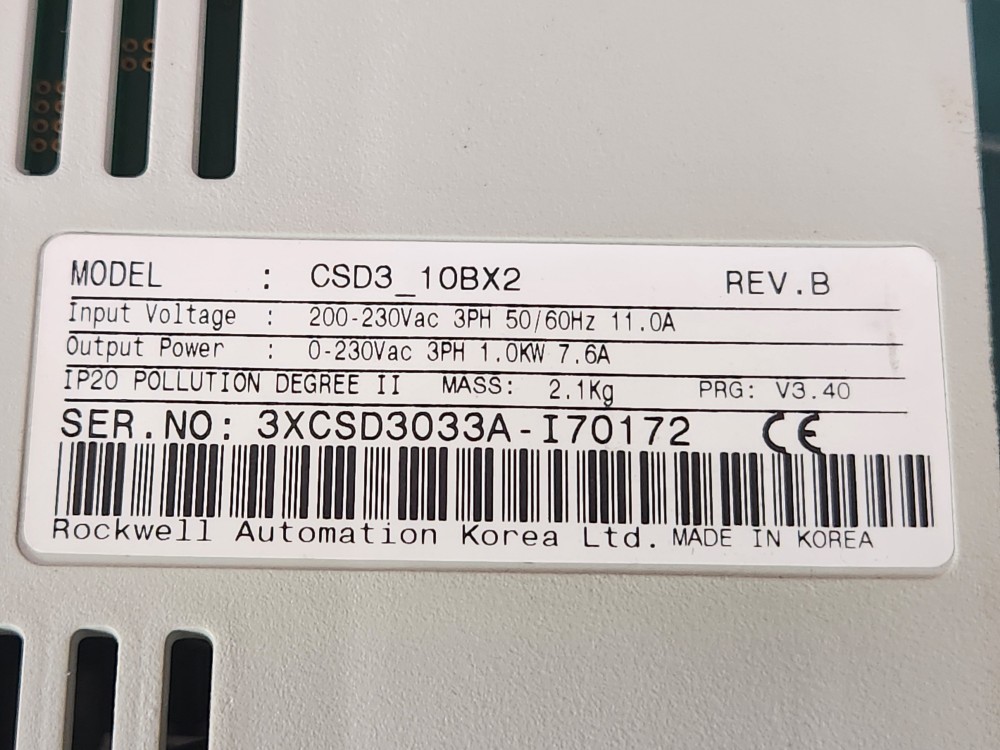 MODEL : CSD3_10BX2 REV.B
Input Voltage : 200-230Vac 3PH 50/60Hz 11.0A
Output Power : 0-230Vac 3PH 1.0KW 7.6A
IP20 POLLUTION DEGREE II MASS: 2.1Kg PRG: V3.40
SER.NO: 3XCSD3033A-I70172 CE
Rockwell Automation Korea Ltd. MADE IN KOREA